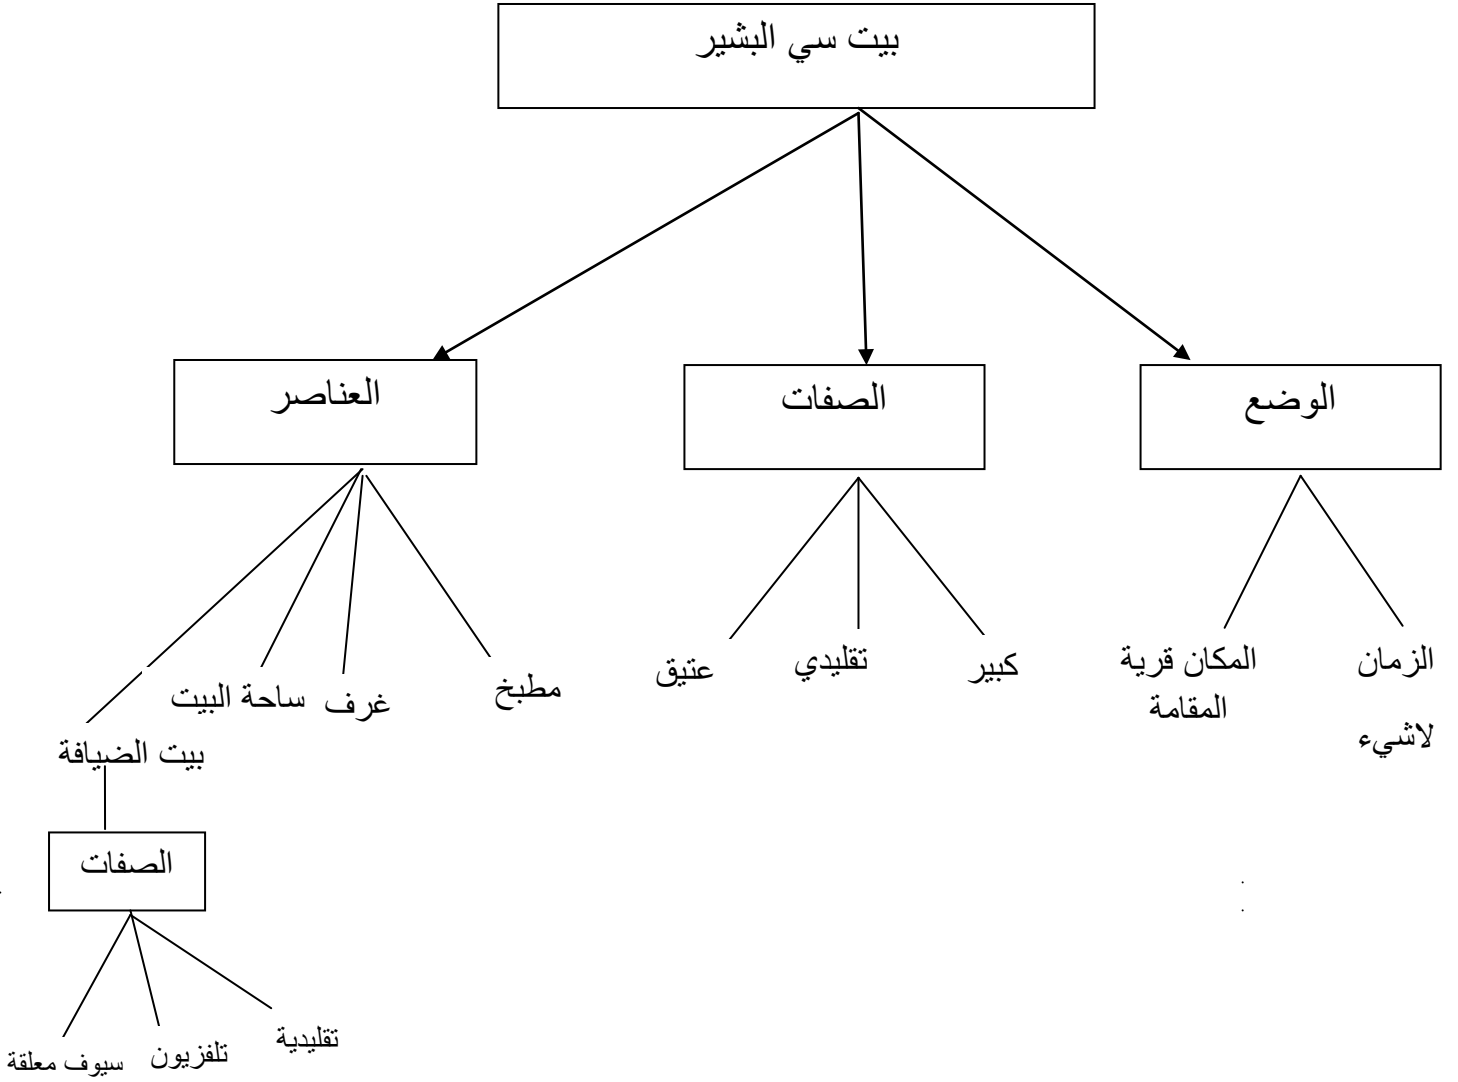 بيت سي البشير
الوضع
الصفات
العناصر
الزمان
لاشيء
المكان قرية
المقامة
كبير
تقليدي
عتيق
مطبخ
غرف
ساحة البيت
بيت الضيافة
الصفات
تقليدية
تلفزيون
سيوف معلقة